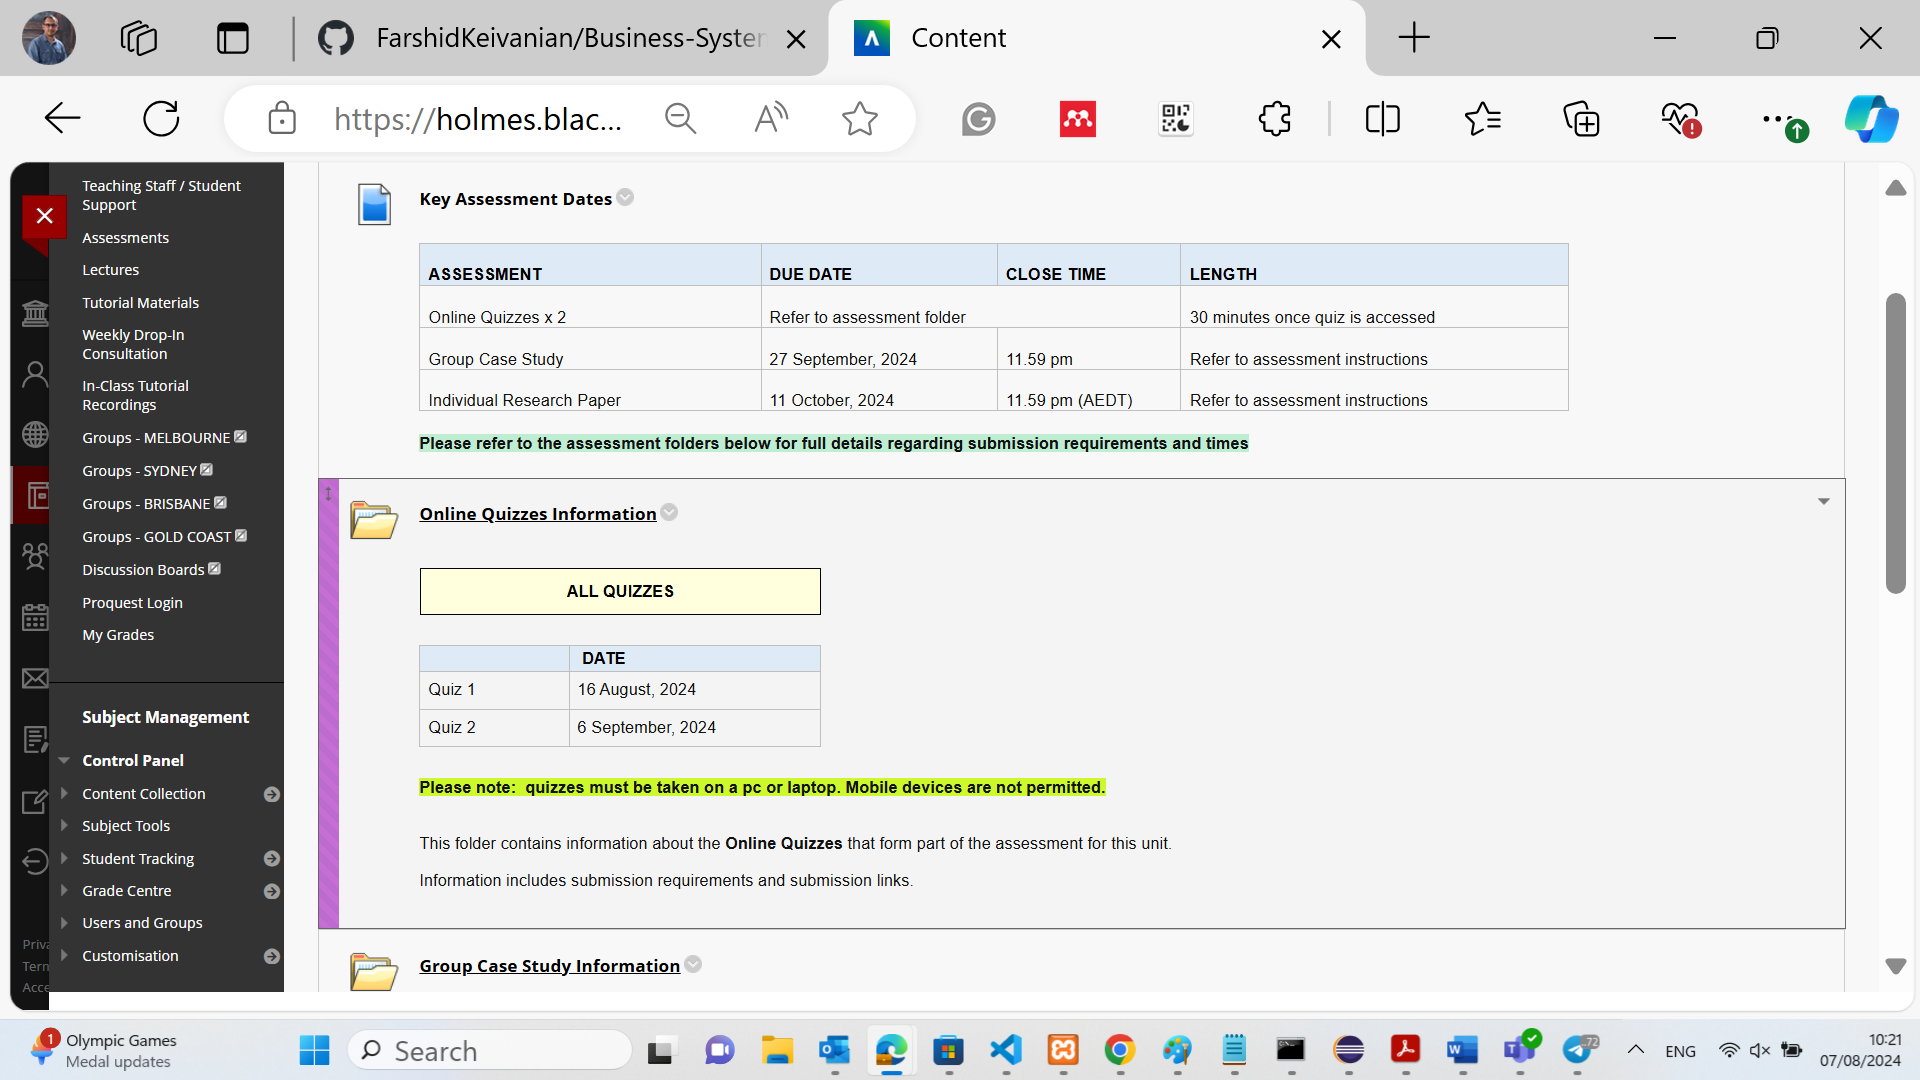 FarshidKeivanian/Business-Syster
Content
https://holmes.blac...
Teaching Staff / Student
Support
Assessments
Lectures
Tutorial Materials
Weekly Drop-In
Consultation
In-Class Tutorial
Recordings
Groups - MELBOURNE
Groups - SYDNEY
Groups - BRISBANE
Groups - GOLD COAST
Discussion Boards
Proquest Login
My Grades
Subject Management
Control Panel
Content Collection
Subject Tools
Student Tracking
Grade Centre
Users and Groups
Customisation
Priva
Term
Acce
Key Assessment Dates
ASSESSMENT DUE DATE CLOSE TIME LENGTH
Online Quizzes x 2 Refer to assessment folder 30 minutes once quiz is accessed
Group Case Study 27 September, 2024 11.59 pm Refer to assessment instructions
Individual Research Paper 11 October, 2024 11.59 pm (AEDT) Refer to assessment instructions
Please refer to the assessment folders below for full details regarding submission requirements and times
Online Quizzes Information
ALL QUIZZES
DATE
Quiz 1 16 August, 2024
Quiz 2 6 September, 2024
Please note: quizzes must be taken on a pc or laptop. Mobile devices are not permitted.
This folder contains information about the Online Quizzes that form part of the assessment for this unit.
Information includes submission requirements and submission links.
Group Case Study Information
1
Olympic Games
Medal updates
Search
72
ENG
10:21
07/08/2024